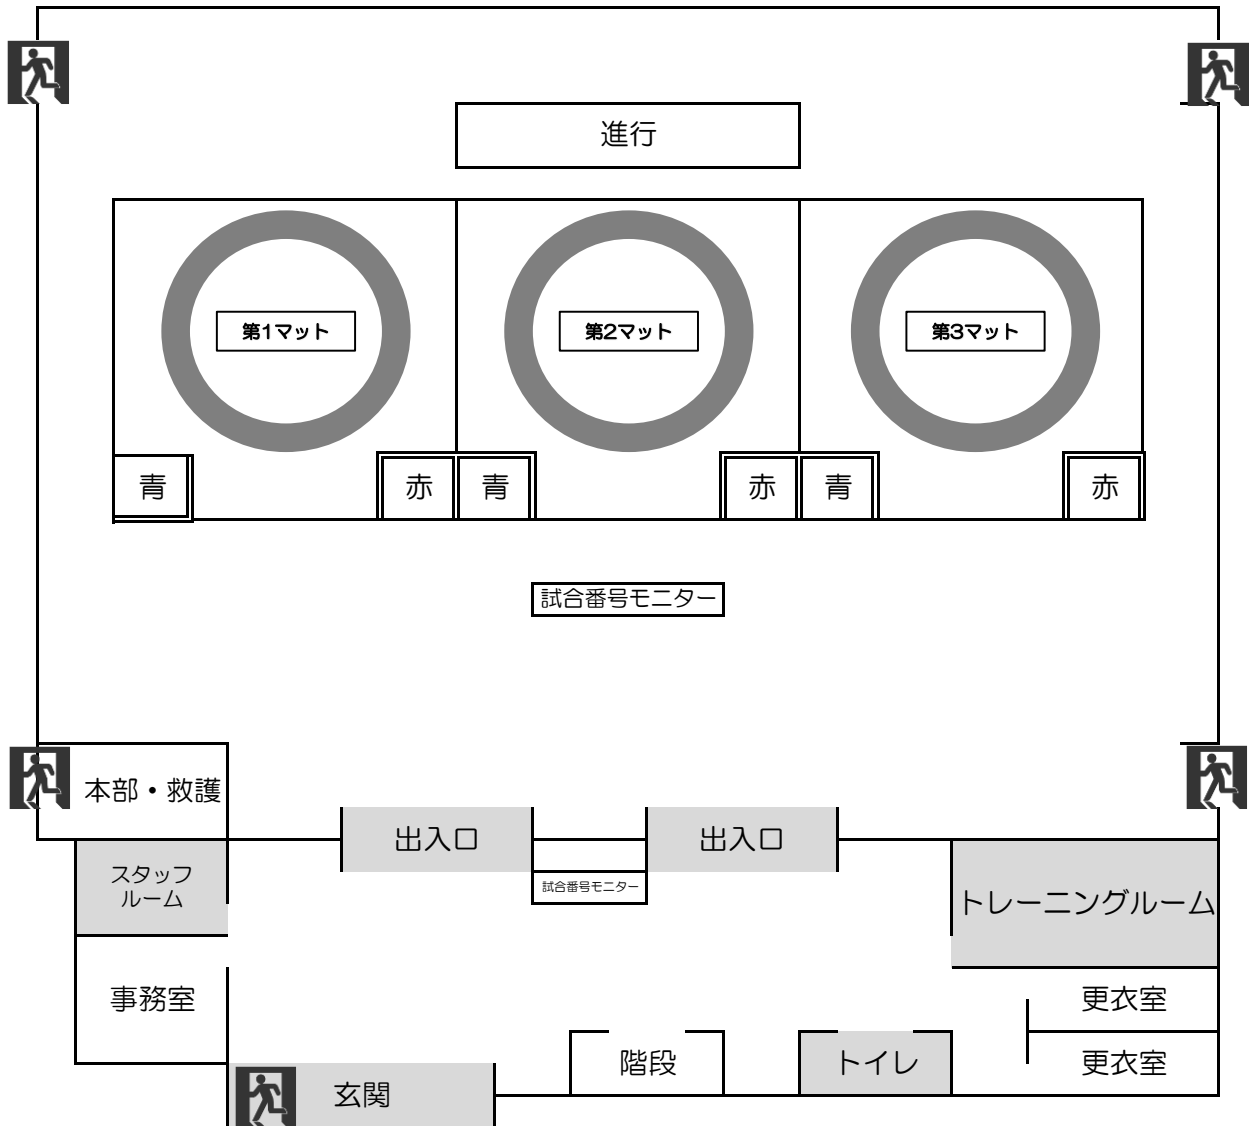 進行
第1マット
第2マット
第3マット
青
赤
青
赤
青
赤
試合番号モニター
本部・救護
出入口
出入口
スタッフ
ルーム
試合番号モニター
トレーニングルーム
事務室
更衣室
階段
トイレ
更衣室
玄関